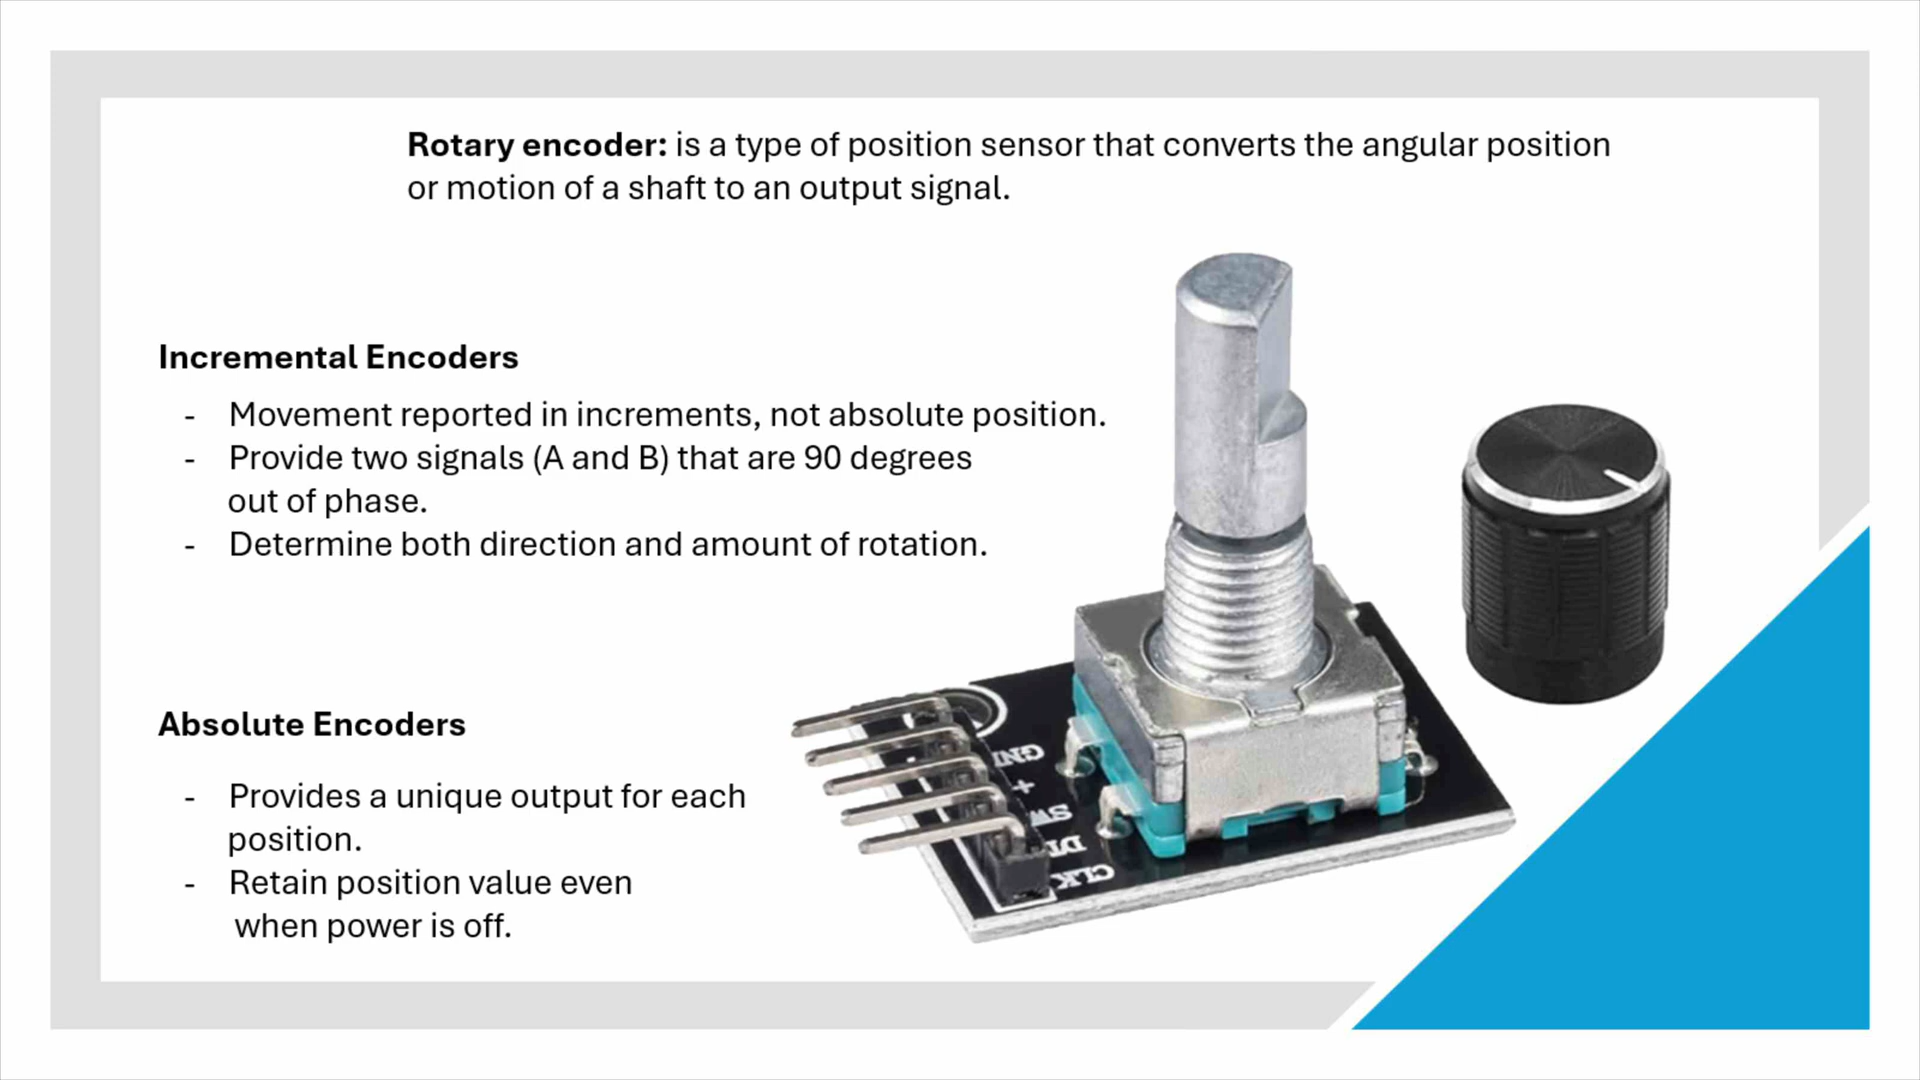 Rotary encoder: is a type of position sensor that converts the angular position
or motion of a shaft to an output signal.
Incremental Encoders
- Movement reported in increments, not absolute position.
- Provide two signals (A and B) that are 90 degrees
out of phase.
- Determine both direction and amount of rotation.
Absolute Encoders
- Provides a unique output for each
position.
- Retain position value even
when power is off.
GND
+
SW
DT
CLK